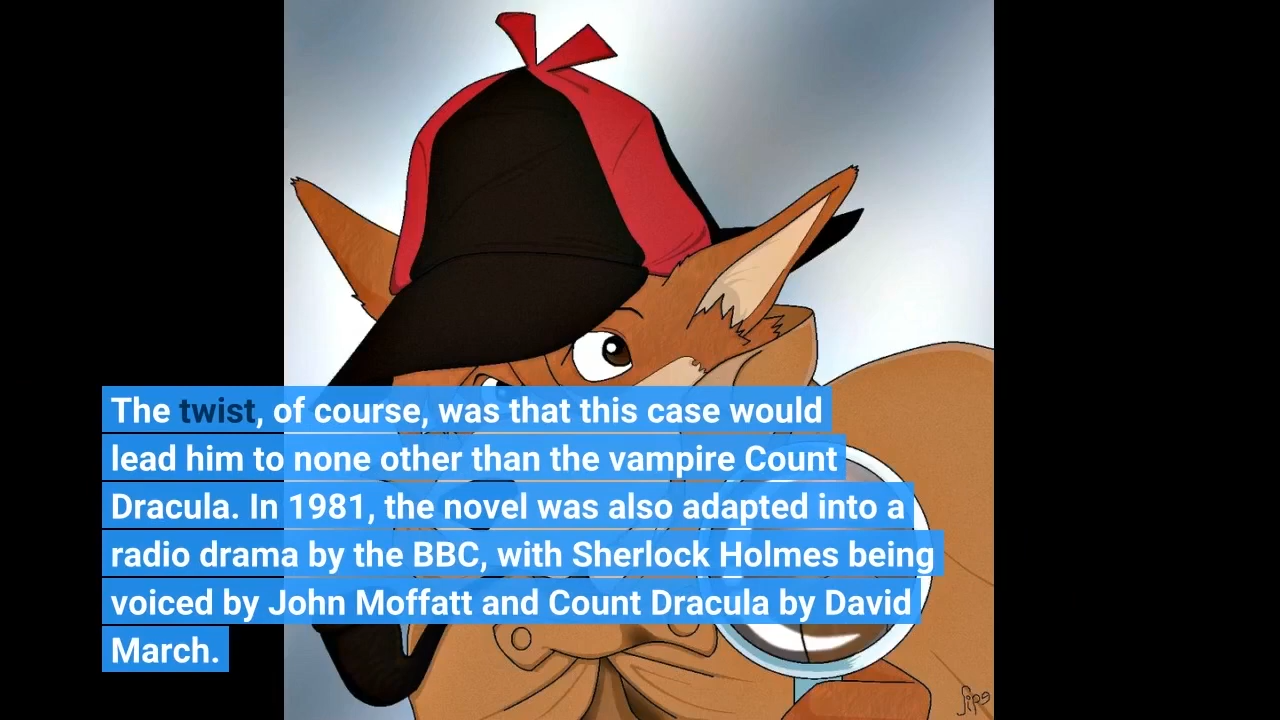 The twist, of course, was that this case would
lead him to none other than the vampire Count
Dracula. In 1981, the novel was also adapted into a
radio drama by the BBC, with Sherlock Holmes being
voiced by John Moffatt and Count Dracula by David
March.